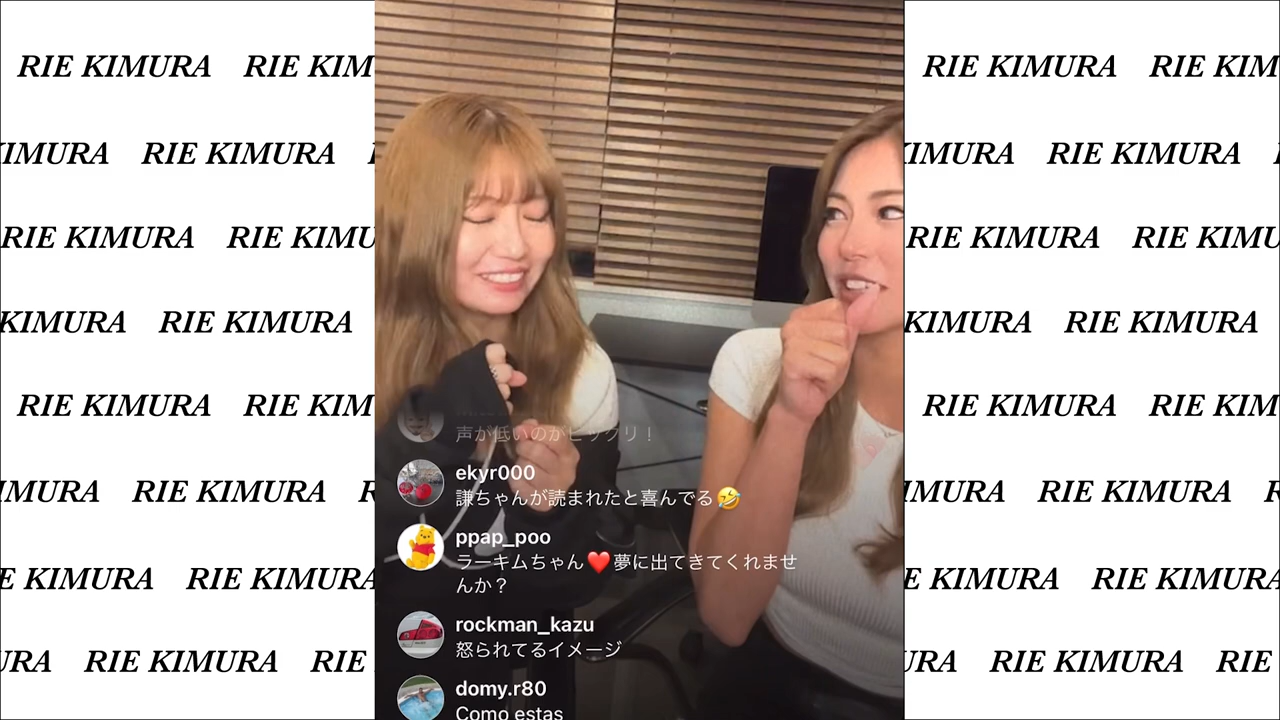 RIE KIMURA RIE KIM
RIE KIMURA RIE KIM
IMURA RIE KIMURA
IMURA RIE KIMURA
RIE KIMURA RIE KIMU
RIE KIMURA RIE KIMU
KIMURA RIE KIMURA
KIMURA RIE KIMURA
RIE KIMURA RIE KIM
RIE KIMURA RIE KIM
声が低いのがビックリ！
ekyr000
謙ちゃんが読まれたと喜んでる🤣
IMURA RIE KIMURA R
IMURA RIE KIMURA R
ppap_poo
ラーキムちゃん❤️夢に出てきてくれませ
んか？
E KIMURA RIE KIMURA
E KIMURA RIE KIMURA
rockman_kazu
怒られてるイメージ
URA RIE KIMURA RIE
URA RIE KIMURA RIE
domy.r80
Como estas